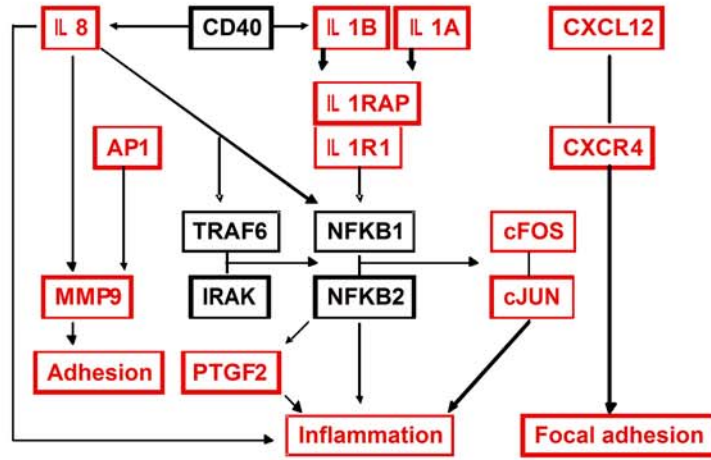 IL 8
CD40
IL 1B
IL 1A
CXCL12
IL 1RAP
AP1
IL 1R1
CXCR4
TRAF6
NFKB1
cFOS
MMP9
IRAK
NFKB2
cJUN
Adhesion
PTGF2
Inflammation
Focal adhesion